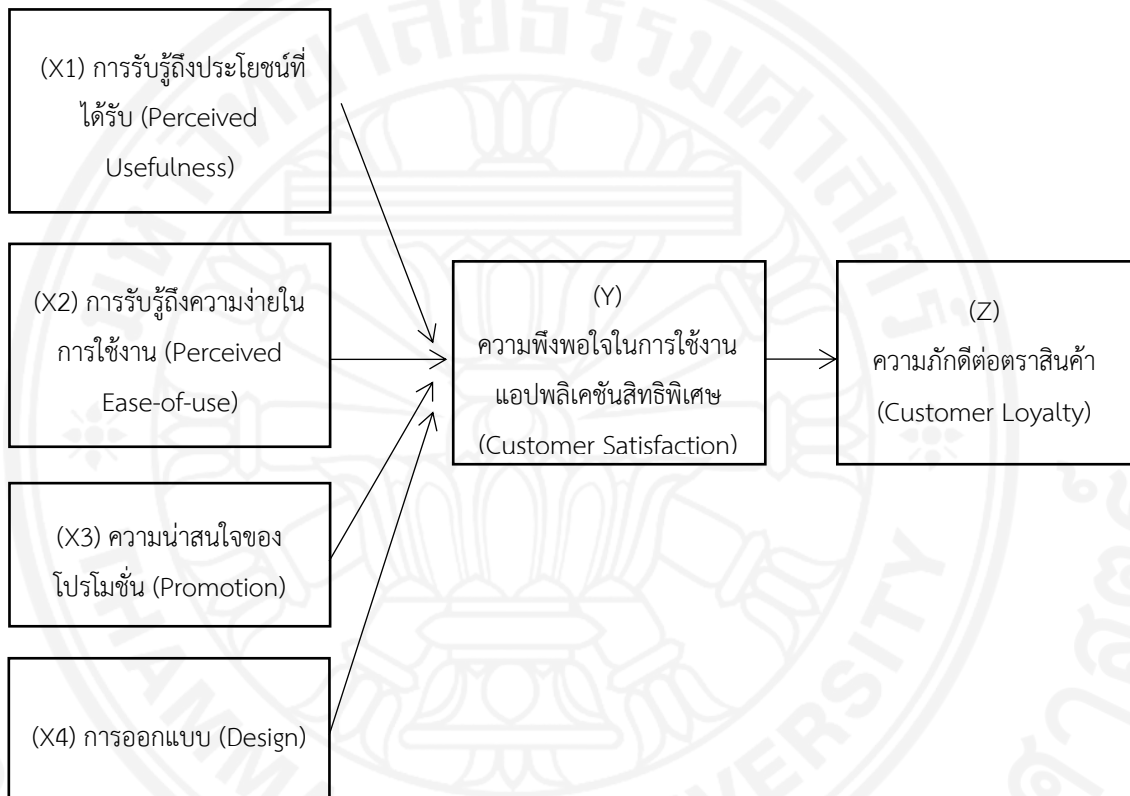 (X1) การรับรู้ถึงประโยชน์ที่
ได้รับ (Perceived
Usefulness)
(X2) การรับรู้ถึงความง่ายใน
การใช้งาน (Perceived
Ease-of-use)
(X3) ความน่าสนใจของ
โปรโมชั่น (Promotion)
(X4) การออกแบบ (Design)
(Y)
ความพึงพอใจในการใช้งาน
แอปพลิเคชันสิทธิพิเศษ
(Customer Satisfaction)
(Z)
ความภักดีต่อตราสินค้า
(Customer Loyalty)